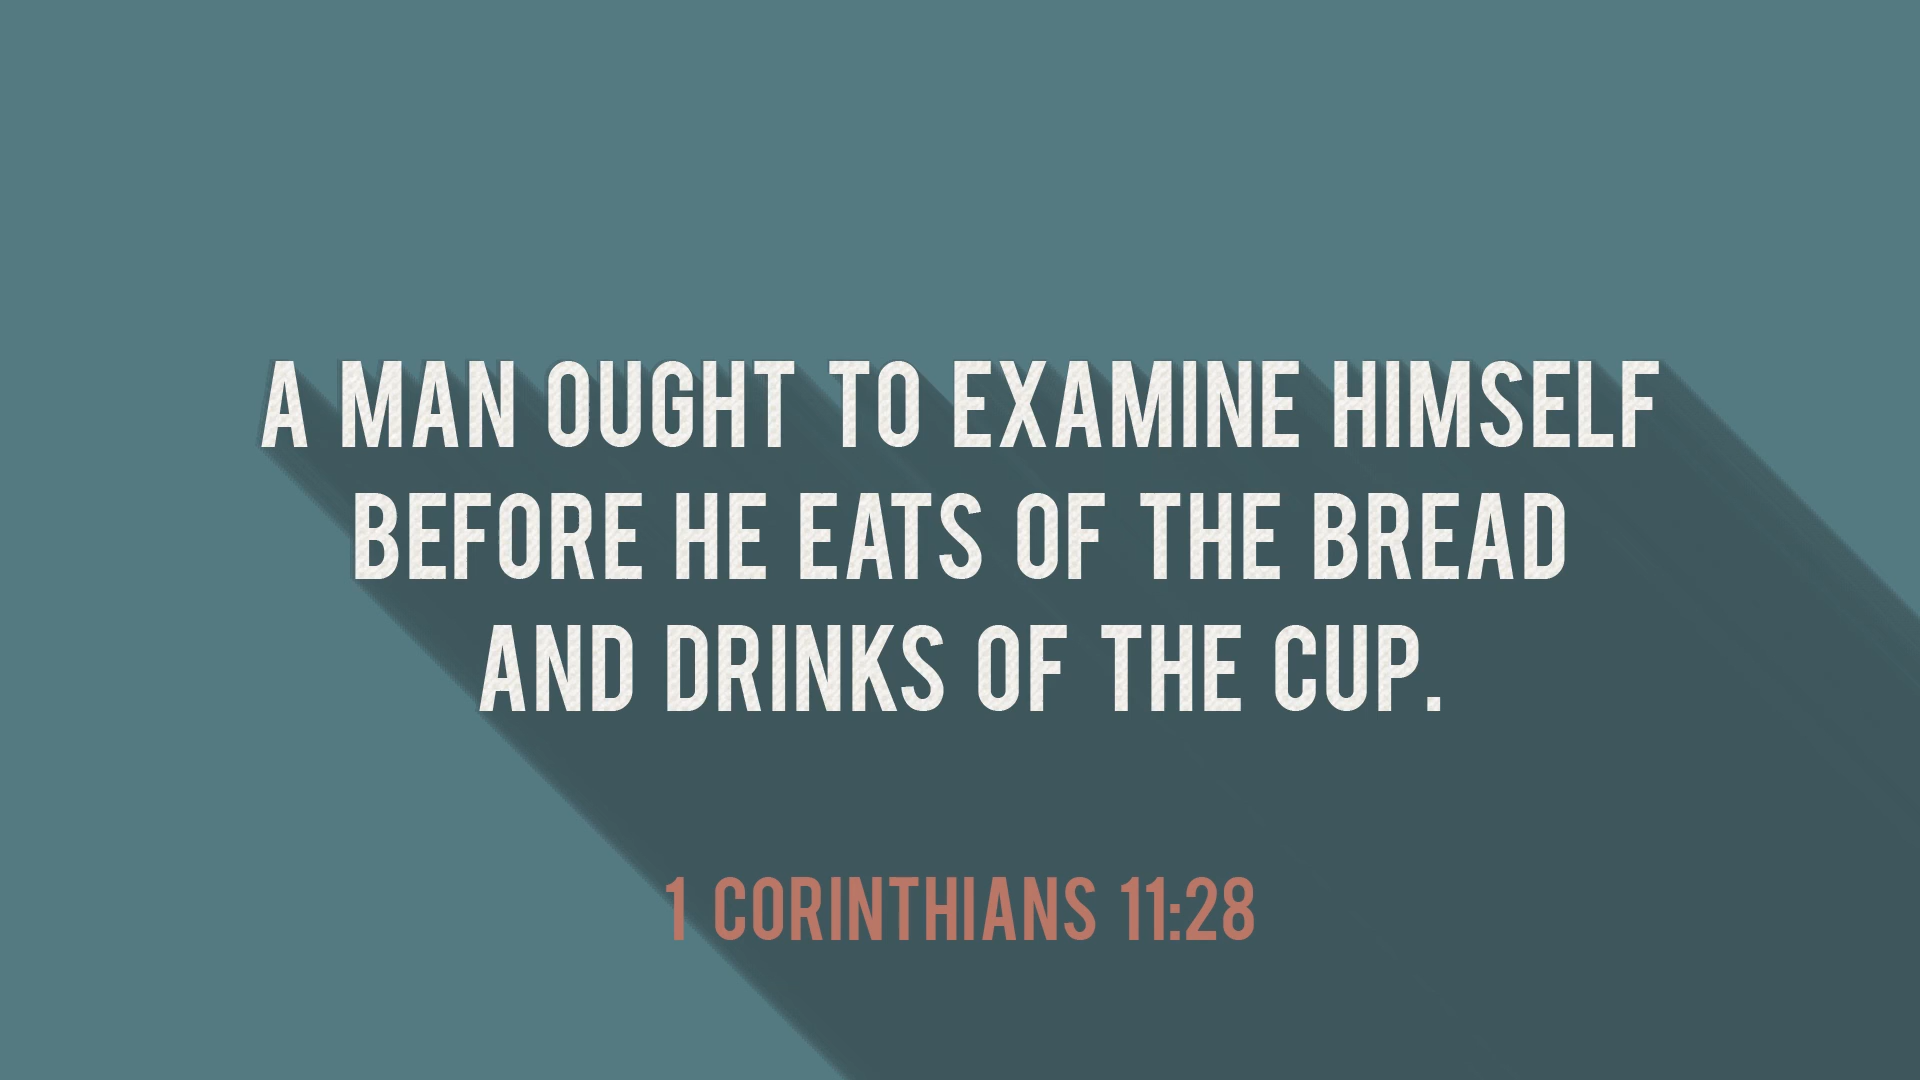 A MAN OUGHT TO EXAMINE HIMSELF
BEFORE HE EATS OF THE BREAD
AND DRINKS OF THE CUP.
1 CORINTHIANS 11:28